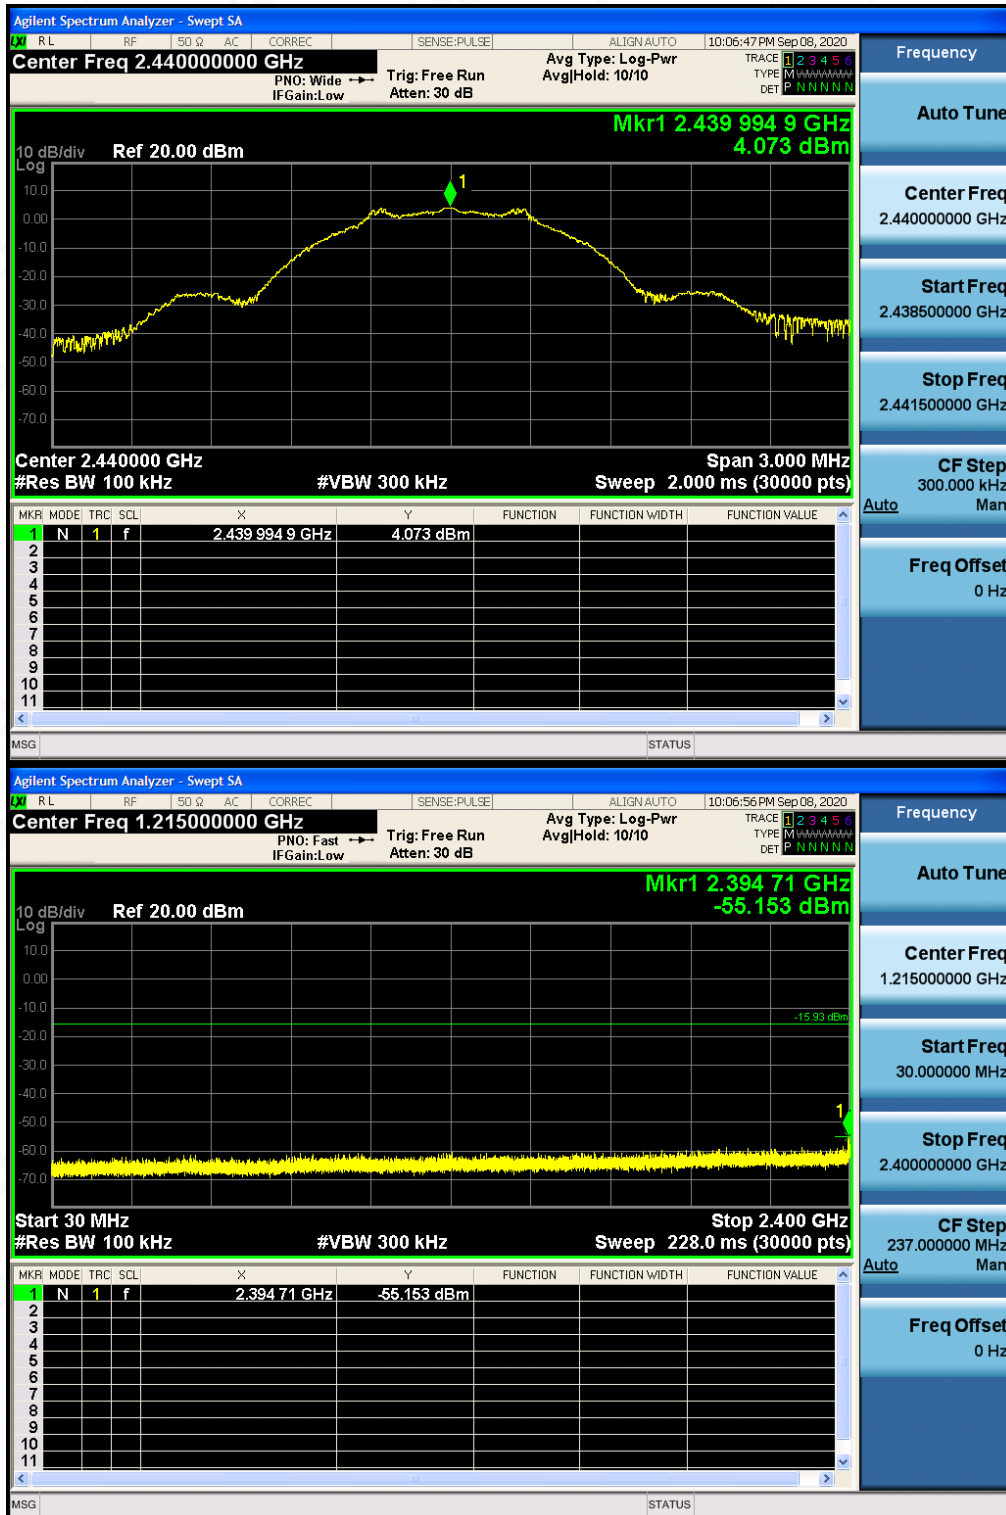 Agilent Spectrum Analyzer - Swept SA
LXI RL RF 50 Ω AC CORREC SENSE:PULSE ALIGN AUTO 10:06:47 PM Sep 08, 2020
Center Freq 2.440000000 GHz
PNO: Wide
IFGain:Low
Trig: Free Run
Atten: 30 dB
Avg Type: Log-Pwr
Avg|Hold: 10/10
TRACE 1 2 3 4 5 6
TYPE M WWWWW
DET P N N N N N
Mkr1 2.439 994 9 GHz
4.073 dBm
10 dB/div Ref 20.00 dBm
Log
10.0
0.00
-10.0
-20.0
-30.0
-40.0
-50.0
-60.0
-70.0
1
Center 2.440000 GHz Span 3.000 MHz
#Res BW 100 kHz #VBW 300 kHz Sweep 2.000 ms (30000 pts)
MKR MODE TRC SCL X Y FUNCTION FUNCTION WIDTH FUNCTION VALUE
1 N 1 f 2.439 994 9 GHz 4.073 dBm
2
3
4
5
6
7
8
9
10
11
MSG STATUS
Frequency
Auto Tune
Center Freq
2.440000000 GHz
Start Freq
2.438500000 GHz
Stop Freq
2.441500000 GHz
CF Step
300.000 kHz
Auto Man
Freq Offset
0 Hz
Agilent Spectrum Analyzer - Swept SA
LXI RL RF 50 Ω AC CORREC SENSE:PULSE ALIGN AUTO 10:06:56 PM Sep 08, 2020
Center Freq 1.215000000 GHz
PNO: Fast
IFGain:Low
Trig: Free Run
Atten: 30 dB
Avg Type: Log-Pwr
Avg|Hold: 10/10
TRACE 1 2 3 4 5 6
TYPE M WWWWW
DET P N N N N N
Mkr1 2.394 71 GHz
-55.153 dBm
10 dB/div Ref 20.00 dBm
Log
10.0
0.00
-10.0
-20.0
-30.0
-40.0
-50.0
-60.0
-70.0
-15.93 dBm
1
Start 30 MHz Stop 2.400 GHz
#Res BW 100 kHz #VBW 300 kHz Sweep 228.0 ms (30000 pts)
MKR MODE TRC SCL X Y FUNCTION FUNCTION WIDTH FUNCTION VALUE
1 N 1 f 2.394 71 GHz -55.153 dBm
2
3
4
5
6
7
8
9
10
11
MSG STATUS
Frequency
Auto Tune
Center Freq
1.215000000 GHz
Start Freq
30.000000 MHz
Stop Freq
2.400000000 GHz
CF Step
237.000000 MHz
Auto Man
Freq Offset
0 Hz